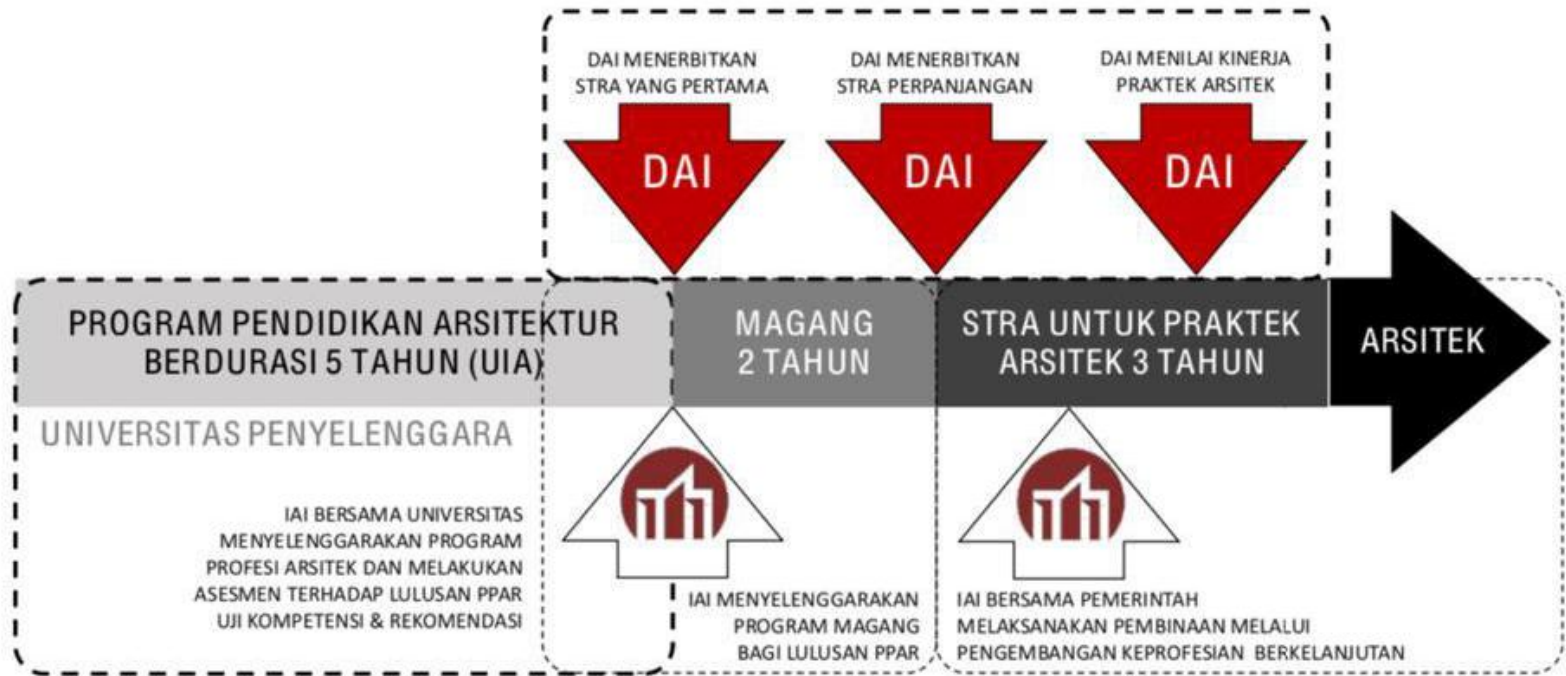 DAI MENERBITKAN
STRA YANG PERTAMA
DAI MENERBITKAN
STRA PERPANJANGAN
DAI MENILAI KINERJA
PRAKTEK ARSITEK
DAI
DAI
DAI
PROGRAM PENDIDIKAN ARSITEKTUR
BERDURASI 5 TAHUN (UIA)
MAGANG
2 TAHUN
STRA UNTUK PRAKTEK
ARSITEK 3 TAHUN
ARSITEK
UNIVERSITAS PENYELENGGARA
IAI BERSAMA UNIVERSITAS
MENYELENGGARAKAN PROGRAM
PROFESI ARSITEK DAN MELAKUKAN
ASESMEN TERHADAP LULUSAN PPAR
UJI KOMPETENSI & REKOMENDASI
IAI MENYELENGGARAKAN
PROGRAM MAGANG
BAGI LULUSAN PPAR
IAI BERSAMA PEMERINTAH
MELAKSANAKAN PEMBINAAN MELALUI
PENGEMBANGAN KEPROFESIAN BERKELANJUTAN